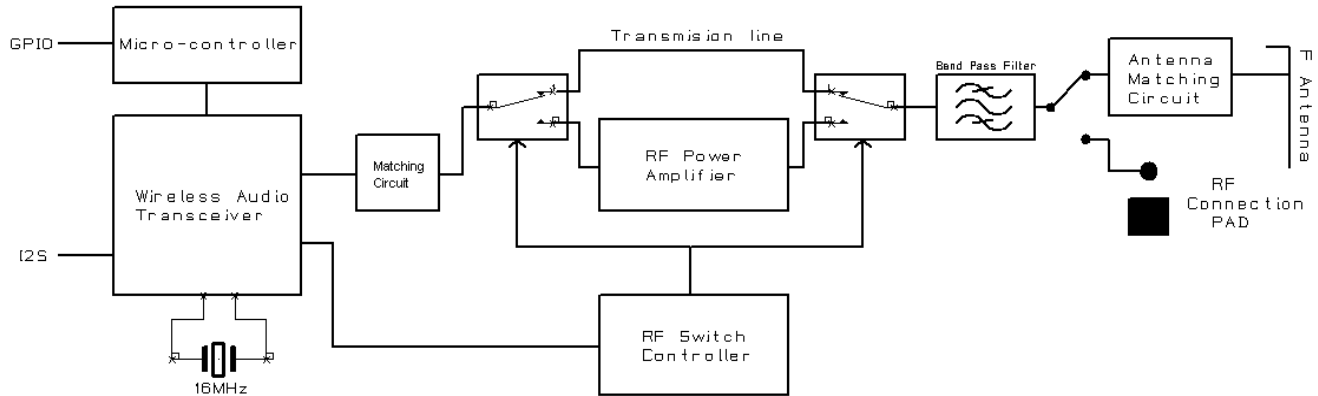 GPIO
Micro-controller
Transmision line
Band Pass Filter
Antenna
Matching
Circuit
F Antenna
Matching
Circuit
RF Power
Amplifier
Wireless Audio
Transceiver
RF
Connection
PAD
I2S
RF Switch
Controller
16MHz